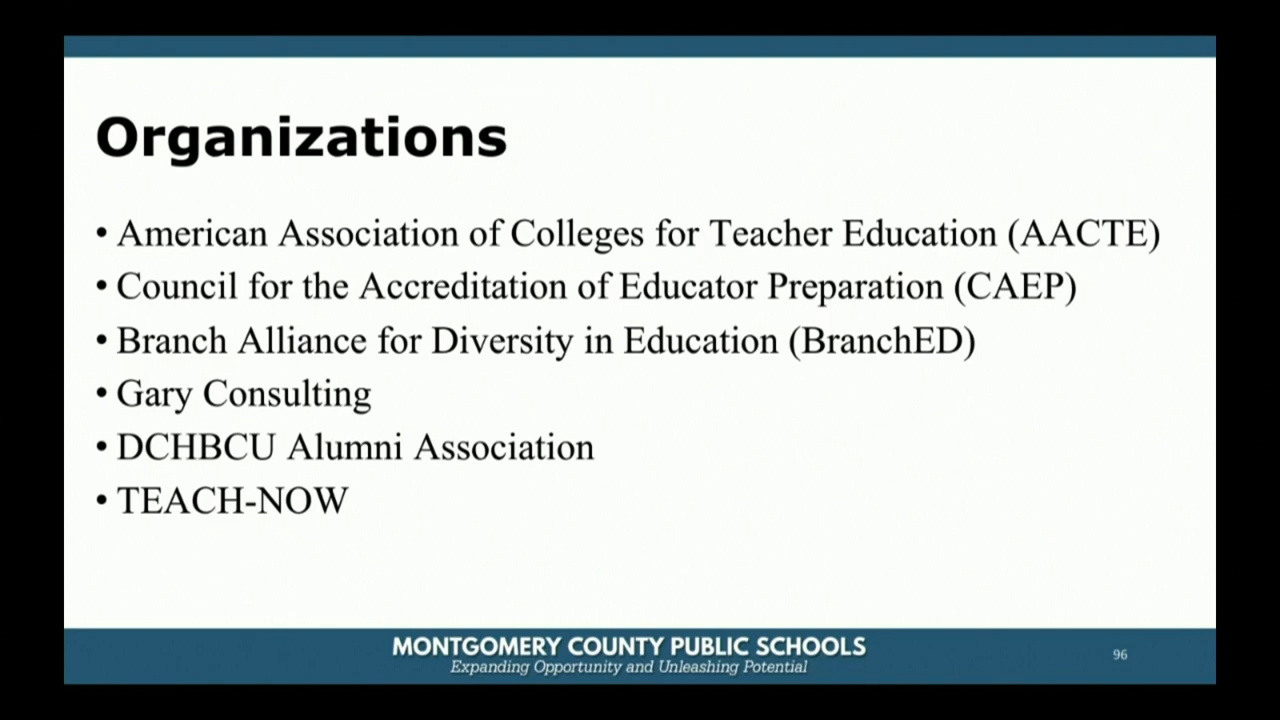 Organizations
• American Association of Colleges for Teacher Education (AACTE)
• Council for the Accreditation of Educator Preparation (CAEP)
• Branch Alliance for Diversity in Education (BranchED)
• Gary Consulting
• DCHBCU Alumni Association
• TEACH-NOW
MONTGOMERY COUNTY PUBLIC SCHOOLS
Expanding Opportunity and Unleashing Potential
96